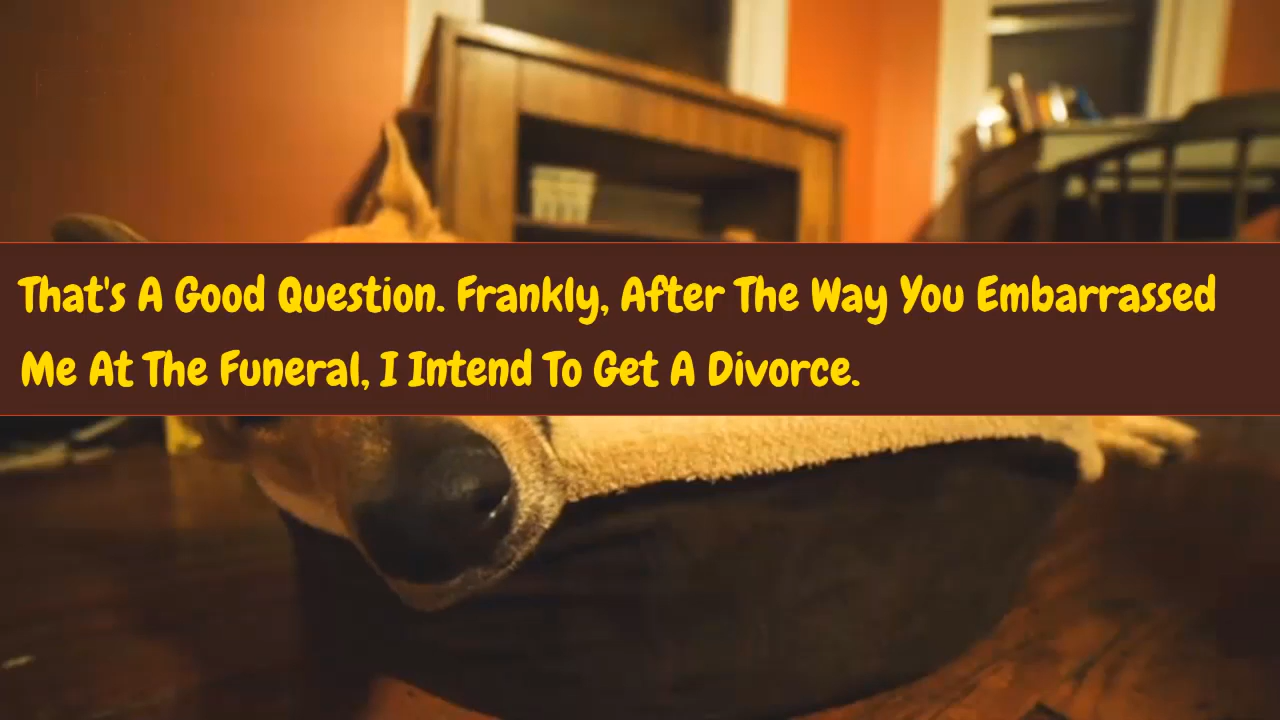 That's A Good Question. Frankly, After The Way You Embarrassed
Me At The Funeral, I Intend To Get A Divorce.